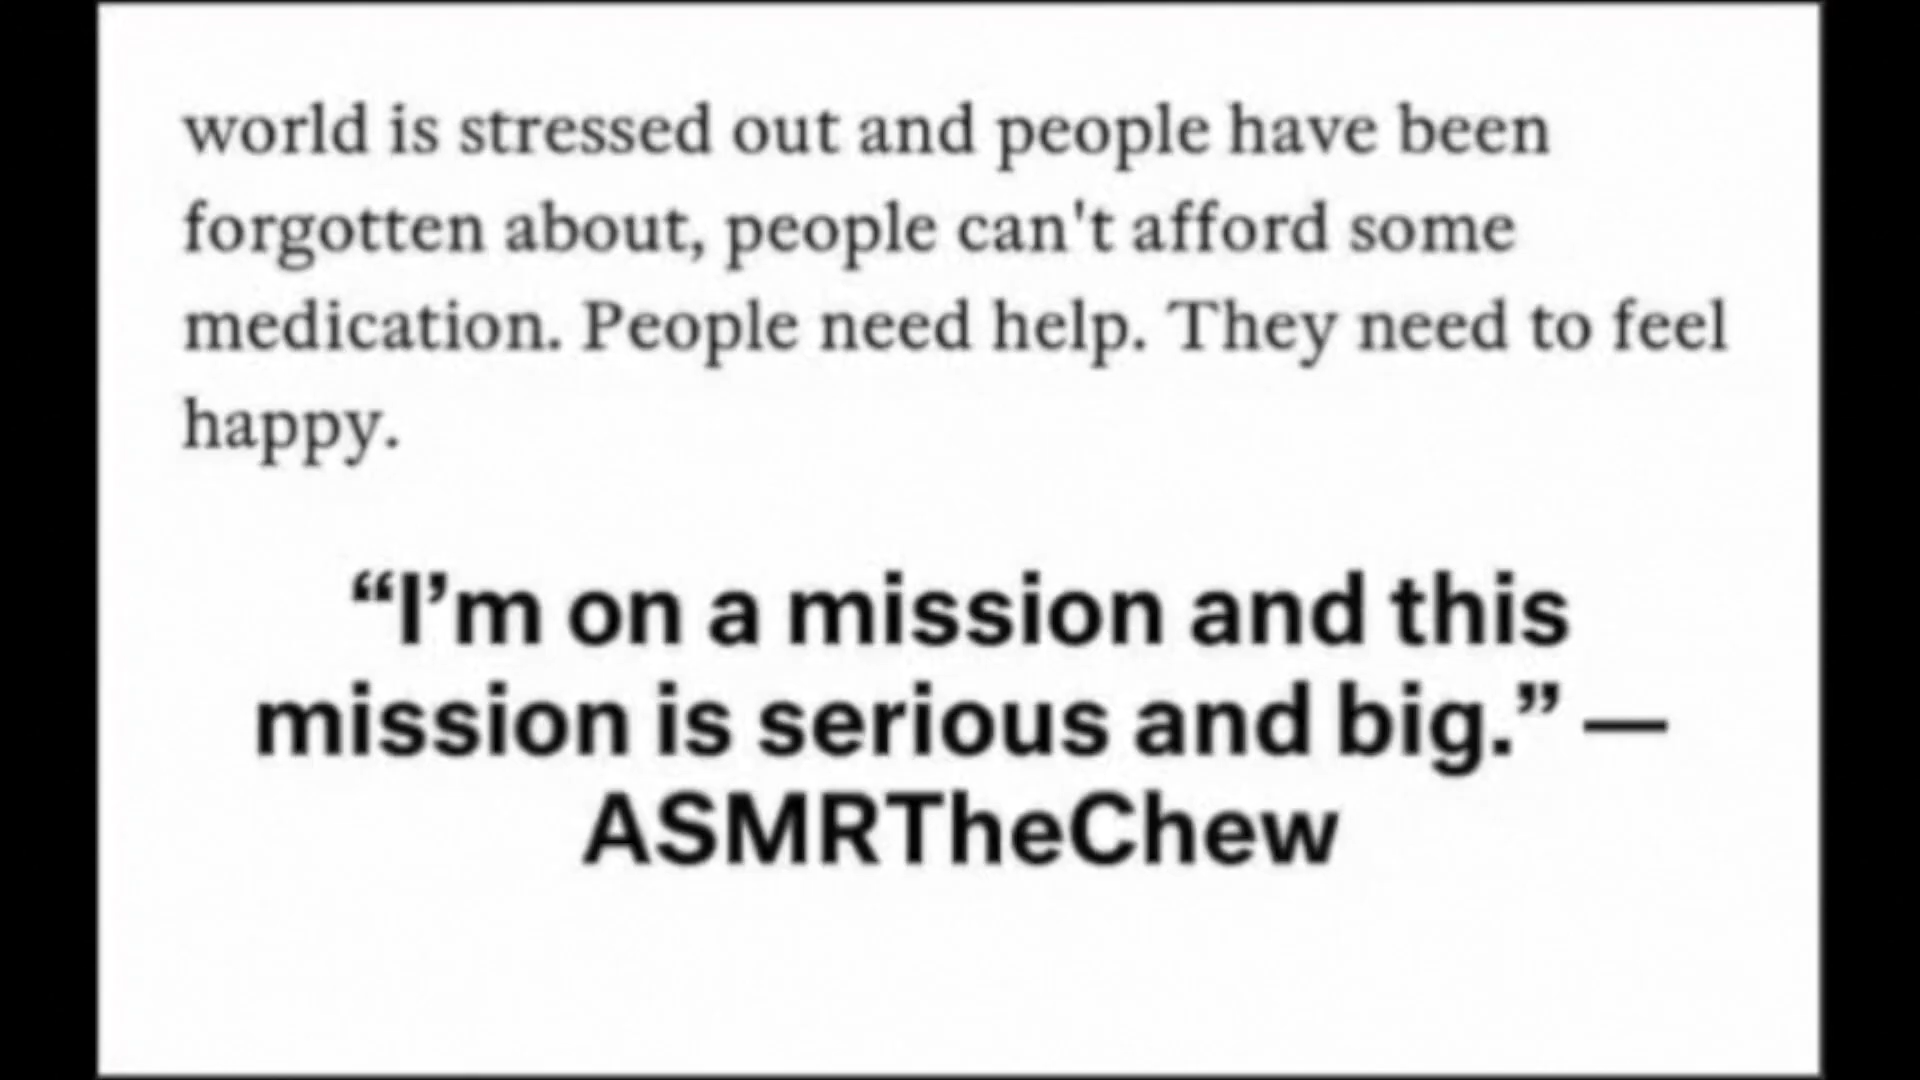 world is stressed out and people have been
forgotten about, people can't afford some
medication. People need help. They need to feel
happy.
“I’m on a mission and this
mission is serious and big.” —
ASMRTheChew